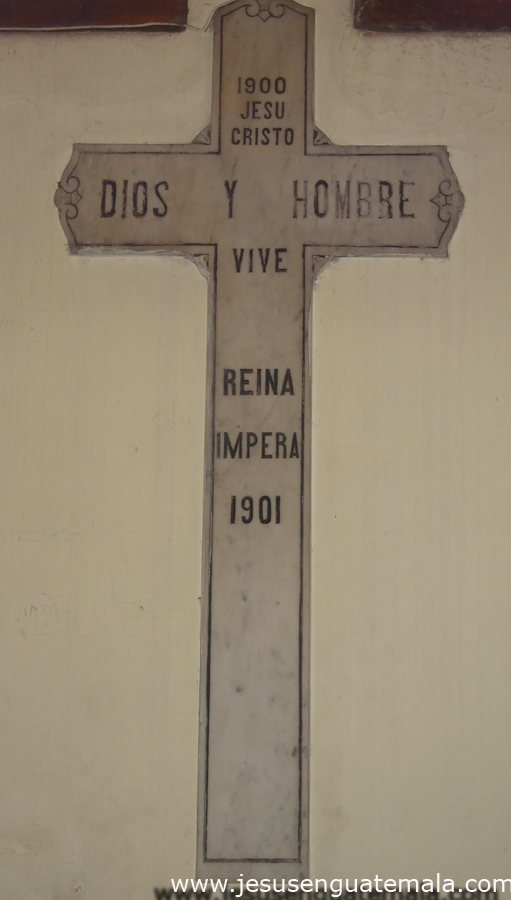 1900
JESU
CRISTO
DIOS Y HOMBRE
VIVE
REINA
IMPERA
1901
www.jesusenguatemala.com